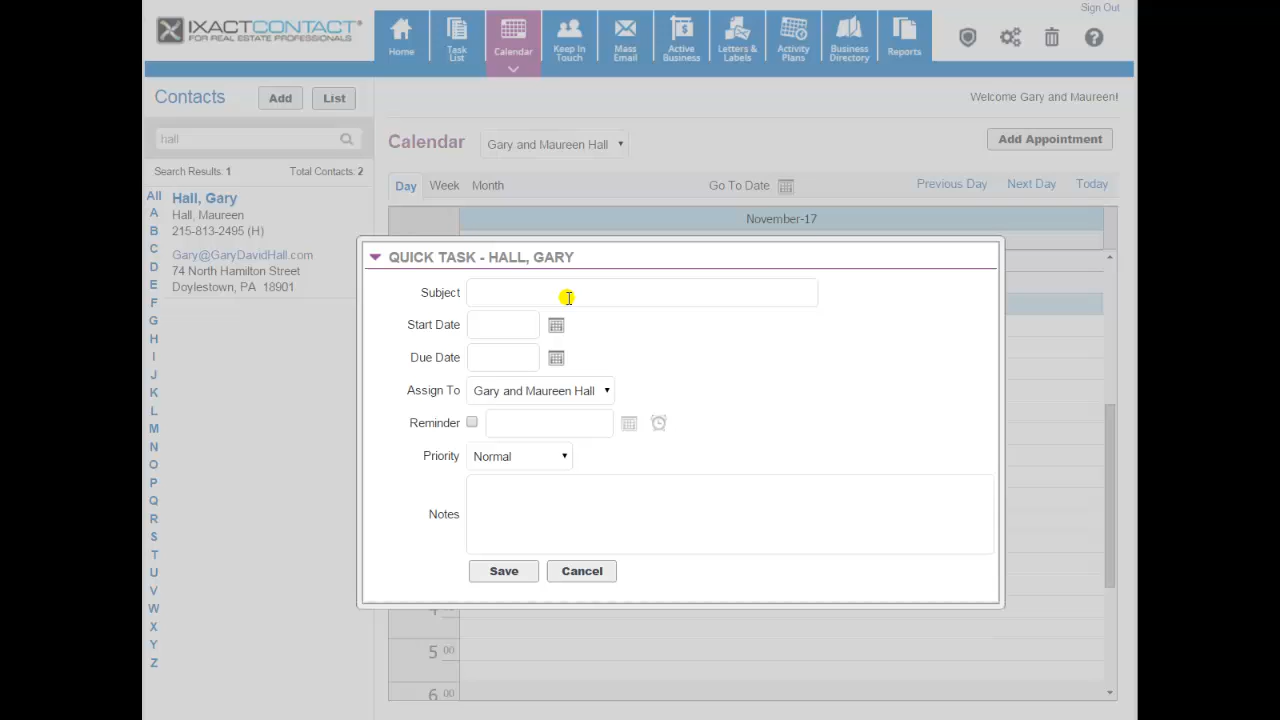 Sign Out
IXACTCONTACT®
FOR REAL ESTATE PROFESSIONALS
Home
Task List
Calendar
Keep In Touch
Mass Email
Active Business
Letters & Labels
Activity Plans
Business Directory
Reports
Contacts
Add
List
Welcome Gary and Maureen!
hall
Search Results: 1
Total Contacts: 2
All
A
B
C
D
E
F
G
H
I
J
K
L
M
N
O
P
Q
R
S
T
U
V
W
X
Y
Z
Hall, Gary
Hall, Maureen
215-813-2495 (H)
Gary@GaryDavidHall.com
74 North Hamilton Street
Doylestown, PA 18901
Calendar
Gary and Maureen Hall
Add Appointment
Day
Week
Month
Go To Date
Previous Day
Next Day
Today
November-17
QUICK TASK - HALL, GARY
Subject
Start Date
Due Date
Assign To
Gary and Maureen Hall
Reminder
Priority
Normal
Notes
Save
Cancel
5 00
6 00